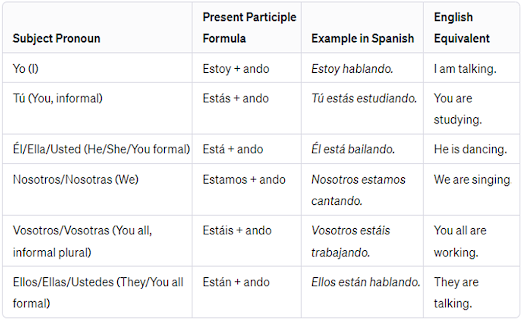 Subject Pronoun
Present Participle
Formula
Example in Spanish
English
Equivalent
Yo (I)
Estoy + ando
Estoy hablando.
I am talking.
Tú (You, informal)
Estás + ando
Tú estás estudiando.
You are
studying.
Él/Ella/Usted (He/She/You formal)
Está + ando
Él está bailando.
He is dancing.
Nosotros/Nosotras (We)
Estamos + ando
Nosotros estamos
cantando.
We are singing
Vosotros/Vosotras (You all,
informal plural)
Estáis + ando
Vosotros estáis
trabajando.
You all are
working.
Ellos/Ellas/Ustedes (They/You all
formal)
Están + ando
Ellos están hablando.
They are
talking.